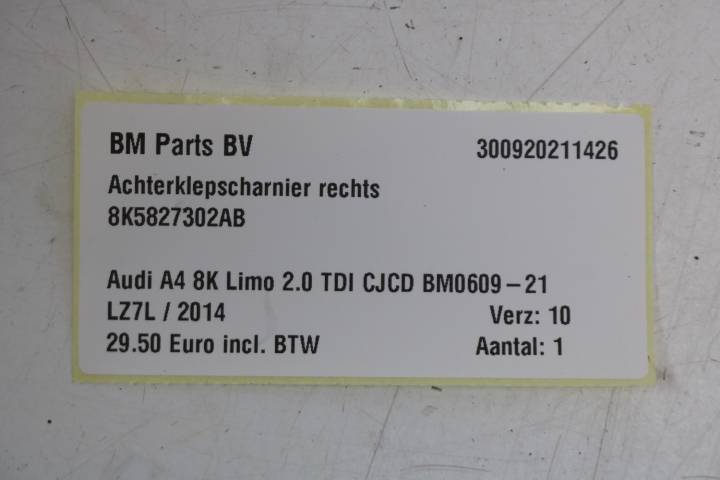 BM Parts BV 300920211426
Achterklepscharnier rechts
8K5827302AB
Audi A4 8K Limo 2.0 TDI CJCD BM0609-21
LZ7L / 2014 Verz: 10
29.50 Euro incl. BTW Aantal: 1